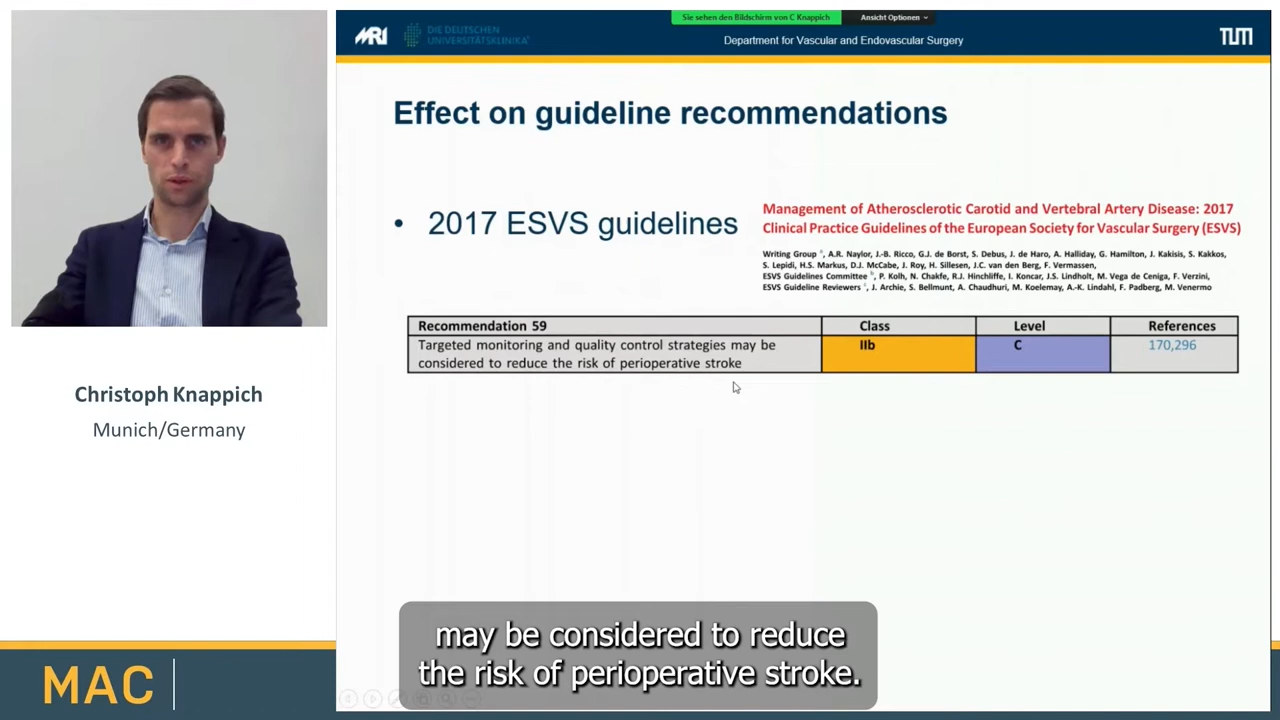 Sie sehen den Bildschirm von C Knappich
Ansicht Optionen
MRI
DIE DEUTSCHEN
UNIVERSITÄTSKLINIKA
Department for Vascular and Endovascular Surgery
TUM
Effect on guideline recommendations
• 2017 ESVS guidelines
Management of Atherosclerotic Carotid and Vertebral Artery Disease: 2017
Clinical Practice Guidelines of the European Society for Vascular Surgery (ESVS)
Writing Group a, A.R. Naylor, J.-B. Ricco, G.J. de Borst, S. Debus, J. de Haro, A. Halliday, G. Hamilton, J. Kakisis, S. Kakkos,
S. Lepidi, H.S. Markus, D.J. McCabe, J. Roy, H. Sillesen, J.C. van den Berg, F. Vermassen,
ESVS Guidelines Committee b, P. Kolh, N. Chakfe, R.J. Hinchliffe, I. Koncar, J.S. Lindholt, M. Vega de Ceniga, F. Verzini,
ESVS Guideline Reviewers c, J. Archie, S. Bellmunt, A. Chaudhuri, M. Koelemay, A.-K. Lindahl, F. Padberg, M. Venermo
Recommendation 59 Class Level References
Targeted monitoring and quality control strategies may be IIb C 170,296
considered to reduce the risk of perioperative stroke
Christoph Knappich
Munich/Germany
may be considered to reduce
the risk of perioperative stroke.
MAC